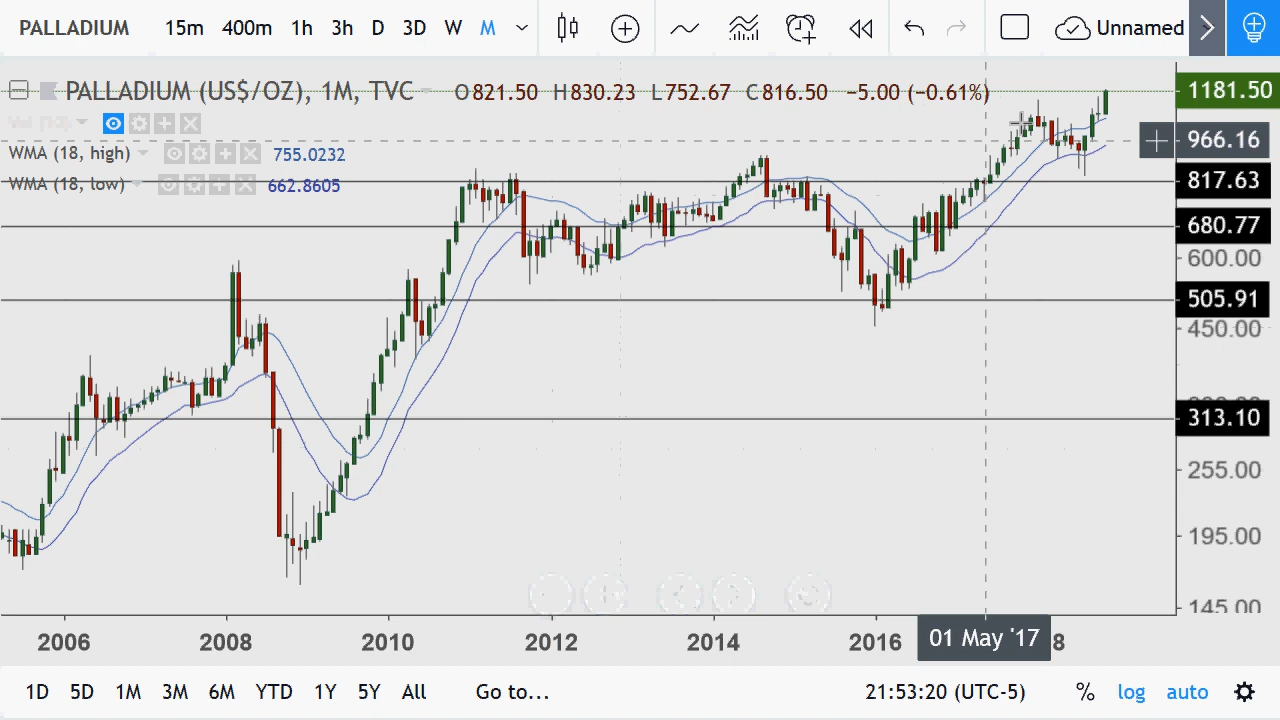 PALLADIUM 15m 400m 1h 3h D 3D W M Unnamed
PALLADIUM (US$/OZ), 1M, TVC O821.50 H830.23 L752.67 C816.50 −5.00 (−0.61%)
WMA (18, high) 755.0232
WMA (18, low) 662.8605
1181.50
966.16
817.63
680.77
600.00
505.91
450.00
313.10
255.00
195.00
145.00
2006 2008 2010 2012 2014 2016 01 May '17 8
1D 5D 1M 3M 6M YTD 1Y 5Y All Go to... 21:53:20 (UTC-5) % log auto